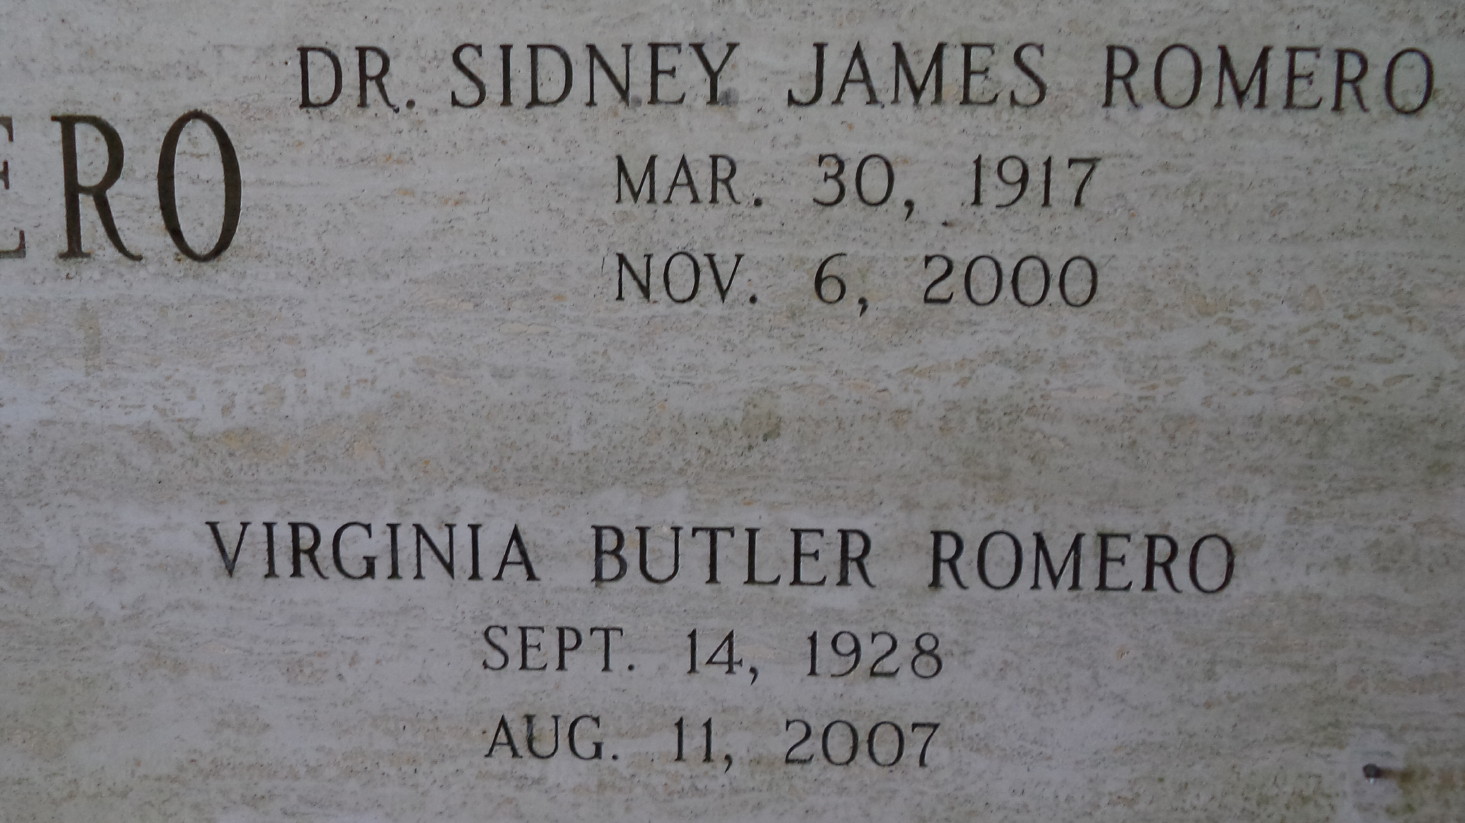 DR. SIDNEY JAMES ROMERO
MAR. 30, 1917
NOV. 6, 2000
VIRGINIA BUTLER ROMERO
SEPT. 14, 1928
AUG. 11, 2007